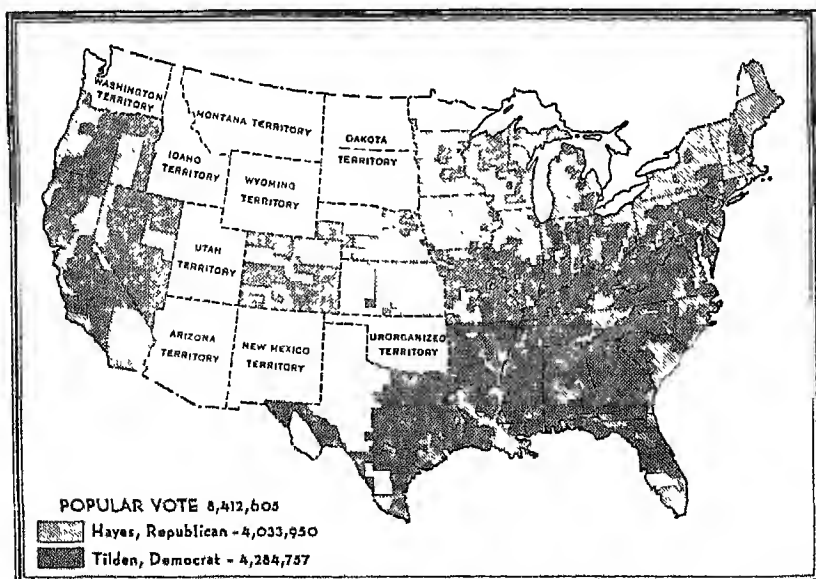 WASHINGTON
TERRITORY
MONTANA TERRITORY
DAKOTA
TERRITORY
IDAHO
TERRITORY
WYOMING
TERRITORY
UTAH
TERRITORY
ARIZONA
TERRITORY
NEW MEXICO
TERRITORY
UNORGANIZED
TERRITORY
POPULAR VOTE 8,412,605
Hayes, Republican - 4,033,950
Tilden, Democrat - 4,284,757